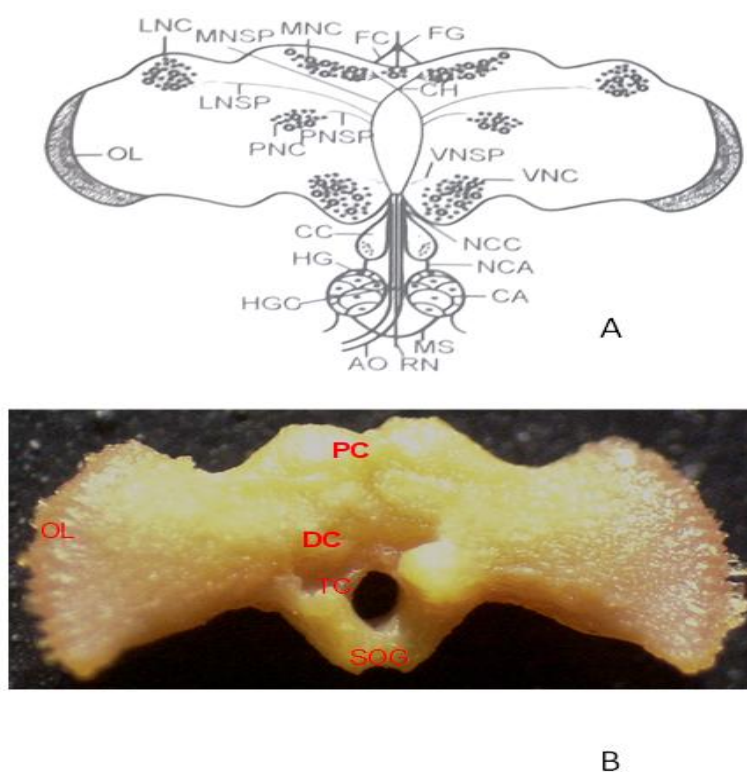 LNC MNSP MNC FC FG
CH
LNSP
PNSP
PNC
OL
VNSP
VNC
CC
NCC
HG
NCA
HGC
CA
A
MS
AO RN
PC
OL
DC
SOG
B